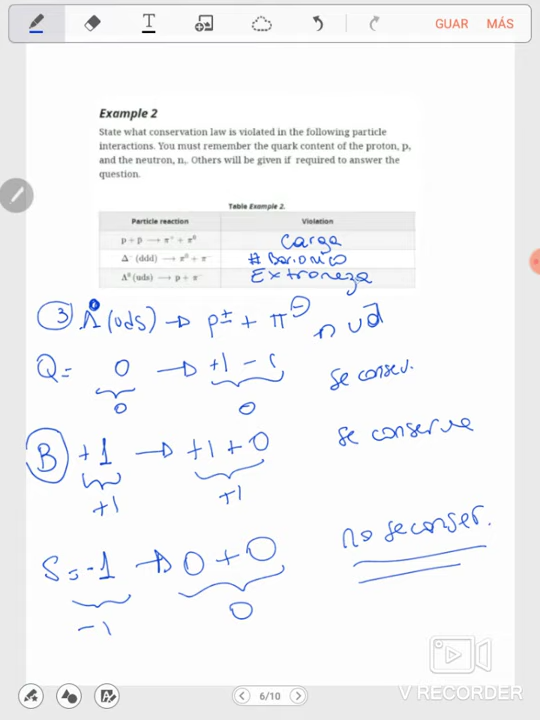 T
GUAR
MÁS
Example 2
State what conservation law is violated in the following particle
interactions. You must remember the quark content of the proton, p,
and the neutron, n. Others will be given if required to answer the
question.
Table Example 2.
Particle reaction
Violation
p + p → π⁺ + π⁰
Carga
Δ⁻ (ddd) → π⁰ + π⁻
# Barionico
Λ⁰ (uds) → p + π⁻
Extroneza
③ Λ⁰ (uds) → p± + π⁻
Q =
0 → +1 - 1
se conser.
0
0
B
+1 → +1 + 0
se conserva
+1
+1
S = -1 → 0 + 0
no se conser.
-1
0
6/10
V RECORDER